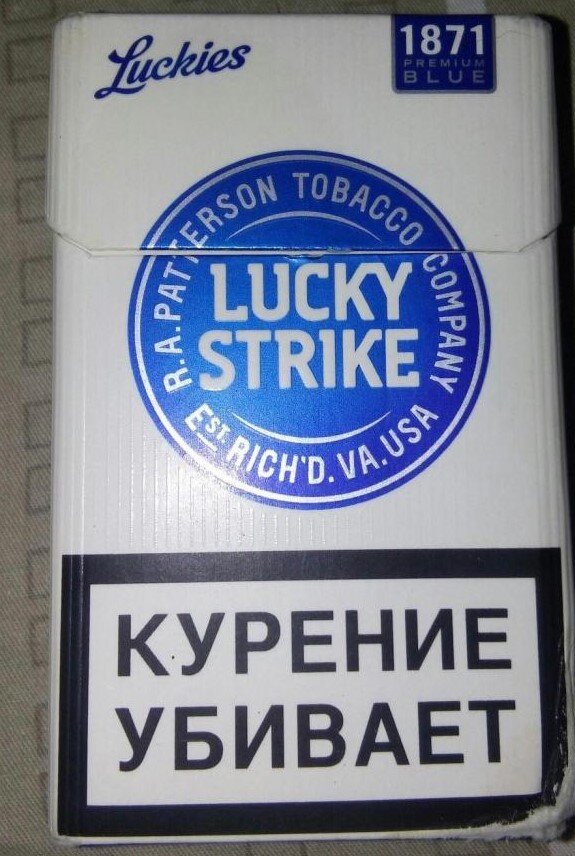 Luckies
1871
PREMIUM
BLUE
R.A.PATTERSON TOBACCO COMPANY
LUCKY
STRIKE
EST. RICH'D. VA. USA
КУРЕНИЕ
УБИВАЕТ